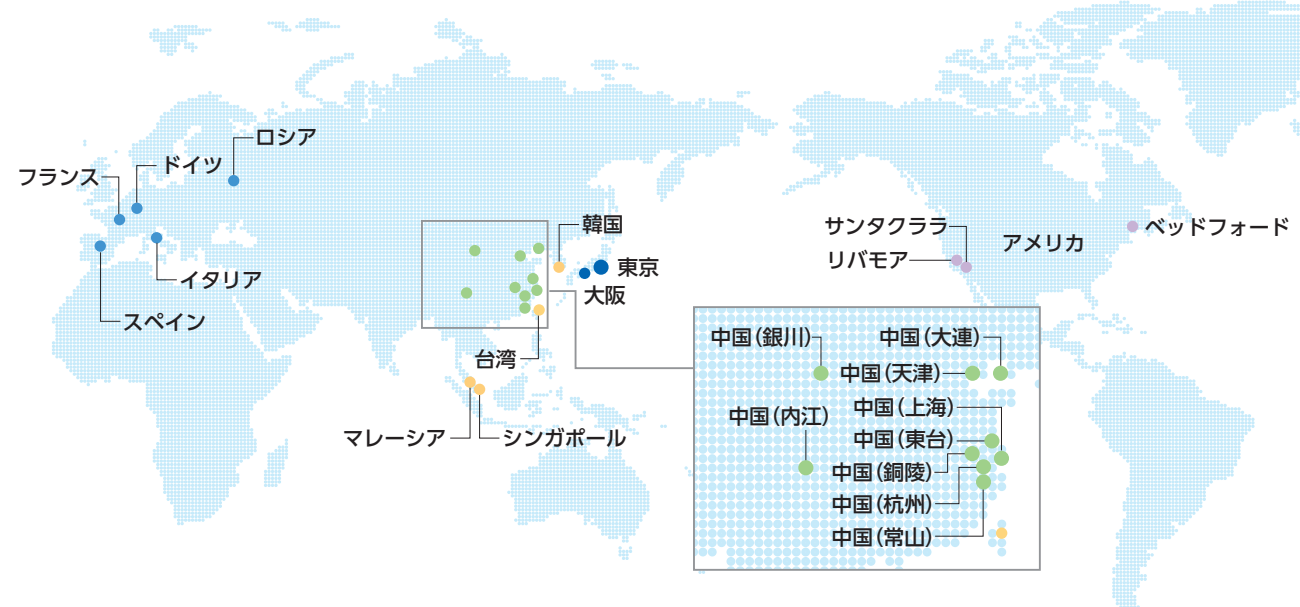 ロシア
ドイツ
フランス
イタリア
スペイン
韓国
東京
大阪
台湾
マレーシア
シンガポール
サンタクララ
リバモア
アメリカ
ベッドフォード
中国(銀川)
中国(大連)
中国(天津)
中国(内江)
中国(上海)
中国(東台)
中国(銅陵)
中国(杭州)
中国(常山)